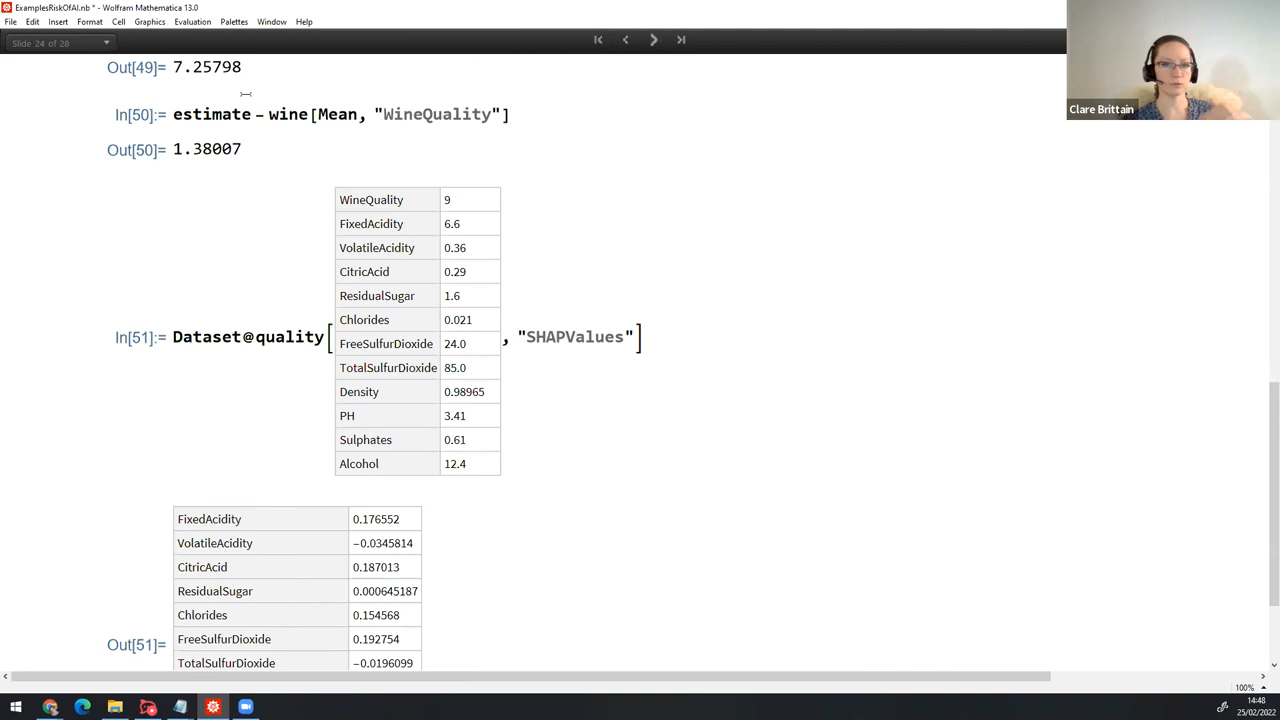 ExamplesRiskOfAI.nb * - Wolfram Mathematica 13.0
File Edit Insert Format Cell Graphics Evaluation Palettes Window Help
Slide 24 of 28
Out[49]= 7.25798
In[50]:= estimate – wine[Mean, "WineQuality"]
Out[50]= 1.38007
WineQuality 9
FixedAcidity 6.6
VolatileAcidity 0.36
CitricAcid 0.29
ResidualSugar 1.6
Chlorides 0.021
In[51]:= Dataset@quality[ , "SHAPValues"]
FreeSulfurDioxide 24.0
TotalSulfurDioxide 85.0
Density 0.98965
PH 3.41
Sulphates 0.61
Alcohol 12.4
FixedAcidity 0.176552
VolatileAcidity –0.0345814
CitricAcid 0.187013
ResidualSugar 0.000645187
Chlorides 0.154568
FreeSulfurDioxide 0.192754
Out[51]=
TotalSulfurDioxide –0.0196099
Clare Brittain
100%
14:48
25/02/2022